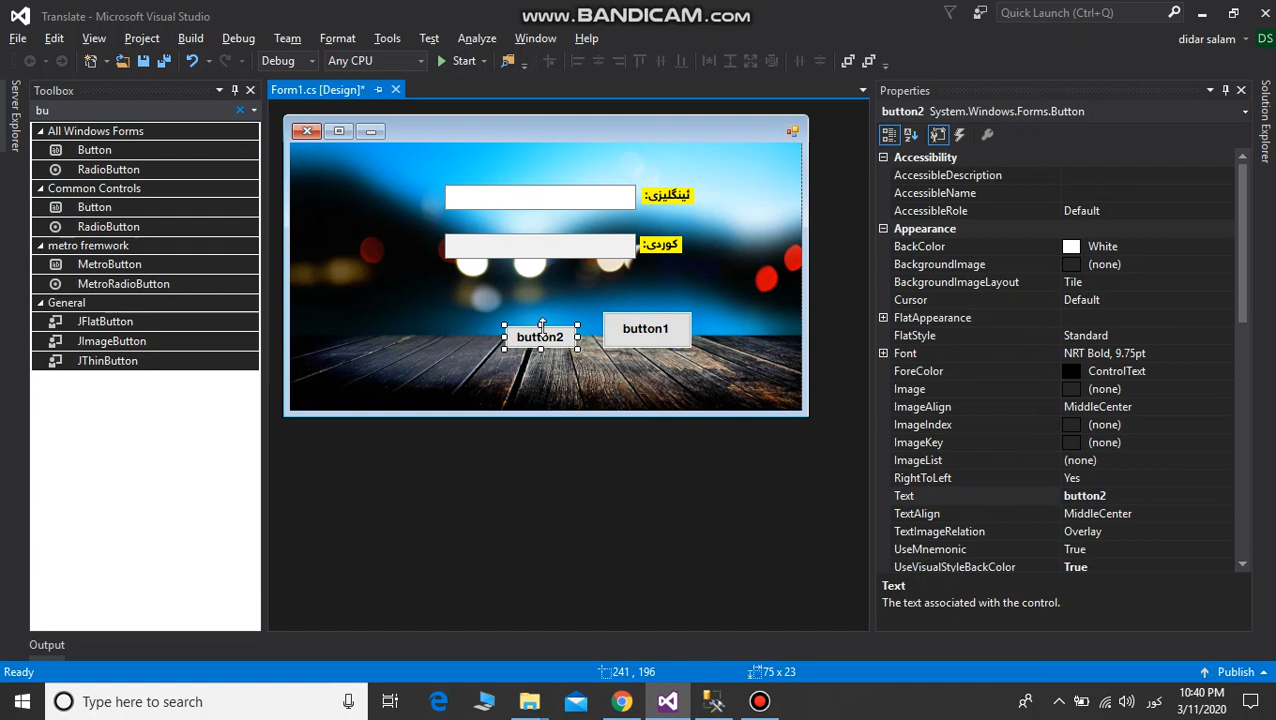 Translate - Microsoft Visual Studio
www.BANDICAM.com
Quick Launch (Ctrl+Q)
File Edit View Project Build Debug Team Format Tools Test Analyze Window Help
didar salam DS
Debug Any CPU Start
Server Explorer
Toolbox
bu
All Windows Forms
Button
RadioButton
Common Controls
Button
RadioButton
metro fremwork
MetroButton
MetroRadioButton
General
JFlatButton
JImageButton
JThinButton
Form1.cs [Design]*
ئینگلیزی:
کوردی:
button2
button1
Properties
button2 System.Windows.Forms.Button
Accessibility
AccessibleDescription
AccessibleName
AccessibleRole Default
Appearance
BackColor White
BackgroundImage (none)
BackgroundImageLayout Tile
Cursor Default
FlatAppearance
FlatStyle Standard
Font NRT Bold, 9.75pt
ForeColor ControlText
Image (none)
ImageAlign MiddleCenter
ImageIndex (none)
ImageKey (none)
ImageList (none)
RightToLeft Yes
Text button2
TextAlign MiddleCenter
TextImageRelation Overlay
UseMnemonic True
UseVisualStyleBackColor True
Text
The text associated with the control.
Solution Explorer
Output
Ready 241 , 196 75 x 23 Publish
Type here to search
كور
10:40 PM
3/11/2020